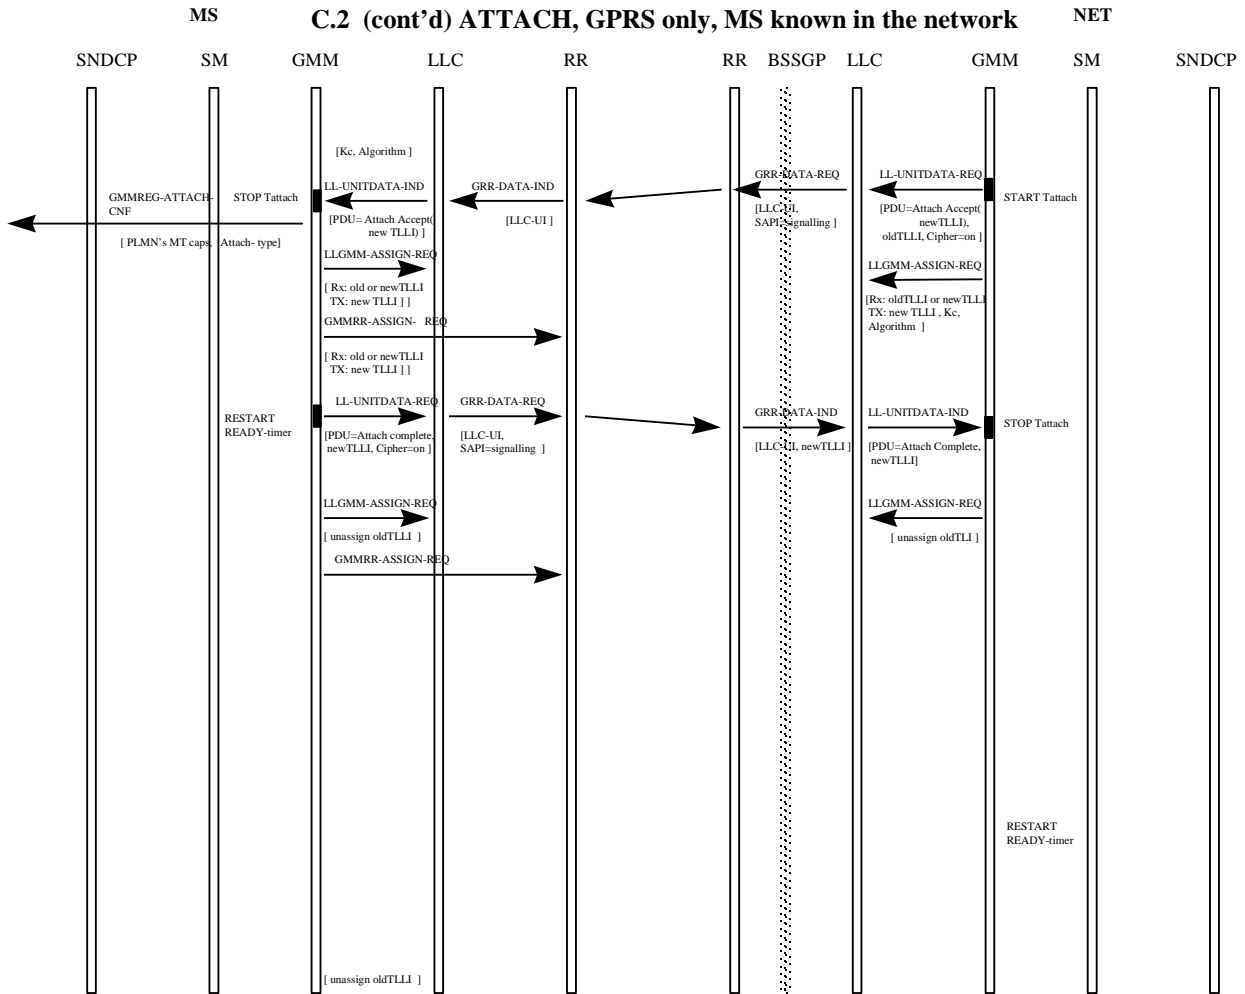 MS
C.2 (cont'd) ATTACH, GPRS only, MS known in the network
NET
SNDCP SM GMM LLC RR RR BSSGP LLC GMM SM SNDCP
[Kc, Algorithm ]
LL-UNITDATA-IND
GRR-DATA-IND
GRR-DATA-REQ
LL-UNITDATA-REQ
GMMREG-ATTACH-
CNF
STOP Tattach
START Tattach
[PDU= Attach Accept(
new TLLI) ]
[LLC-UI ]
[LLC-UI,
SAPI=signalling ]
[PDU=Attach Accept(
newTLLI),
oldTLLI, Cipher=on ]
[ PLMN's MT caps, Attach- type]
LLGMM-ASSIGN-REQ
LLGMM-ASSIGN-REQ
[ Rx: old or newTLLI
TX: new TLLI ] ]
[Rx: oldTLLI or newTLLI
TX: new TLLI , Kc,
Algorithm ]
GMMRR-ASSIGN- REQ
[ Rx: old or newTLLI
TX: new TLLI ] ]
LL-UNITDATA-REQ
GRR-DATA-REQ
GRR-DATA-IND
LL-UNITDATA-IND
RESTART
READY-timer
STOP Tattach
[PDU=Attach complete,
newTLLI, Cipher=on ]
[LLC-UI,
SAPI=signalling ]
[LLC-UI, newTLLI ]
[PDU=Attach Complete,
newTLLI]
LLGMM-ASSIGN-REQ
LLGMM-ASSIGN-REQ
[ unassign oldTLLI ]
[ unassign oldTLI ]
GMMRR-ASSIGN-REQ
RESTART
READY-timer
[ unassign oldTLLI ]